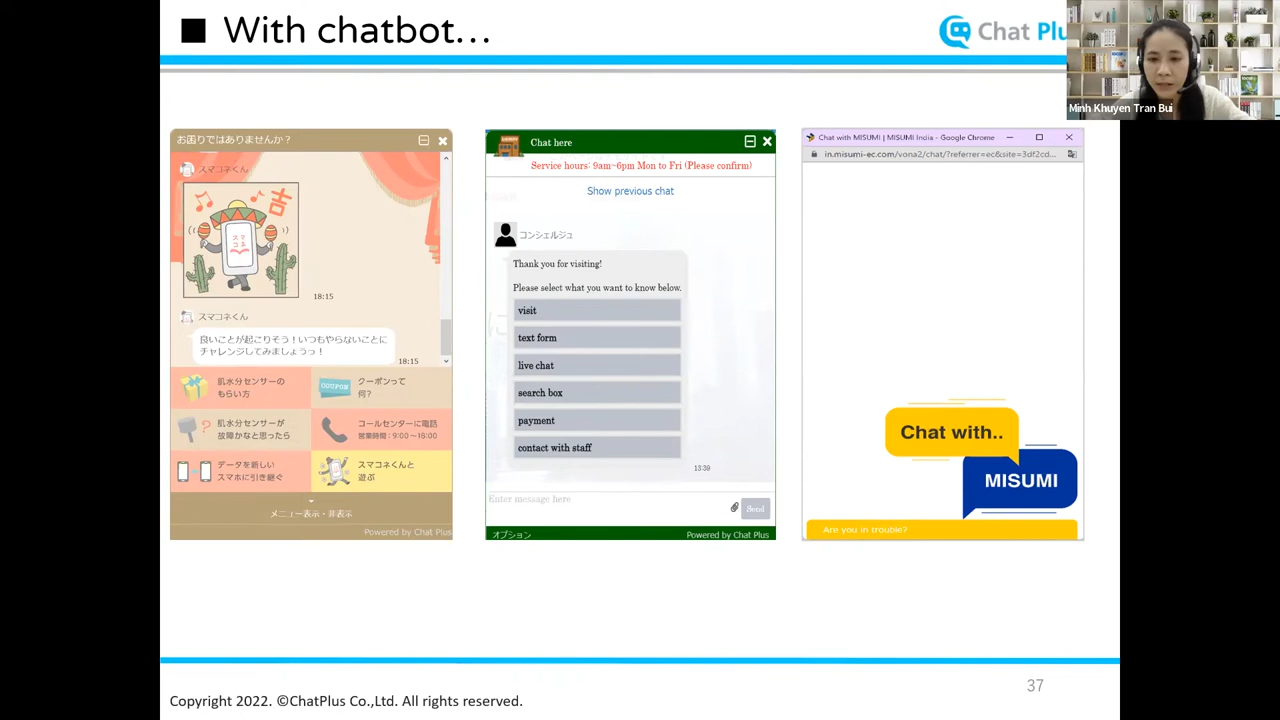 ■ With chatbot…
Chat Plu
Minh Khuyen Tran Bui
お困りではありませんか？
スマコネくん
吉
スマ
コネ
18:15
スマコネくん
良いことが起こりそう！いつもやらないことに
チャレンジしてみましょうっ！
18:15
肌水分センサーの
もらい方
COUPON
クーポンって
何?
肌水分センサーが
故障かなと思ったら
コールセンターに電話
営業時間：9:00～16:00
データを新しい
スマホに引き継ぐ
スマコネくんと
遊ぶ
メニュー表示・非表示
Powered by Chat Plus
Chat here
Service hours: 9am~6pm Mon to Fri (Please confirm)
Show previous chat
コンシェルジュ
Thank you for visiting!
Please select what you want to know below.
visit
text form
live chat
search box
payment
contact with staff
13:39
Enter message here
Send
オプション
Powered by Chat Plus
Chat with MISUMI | MISUMI India - Google Chrome
in.misumi-ec.com/vona2/chat/?referrer=ec&site=3df2cd...
Chat with..
MISUMI
Are you in trouble?
37
Copyright 2022. ©ChatPlus Co.,Ltd. All rights reserved.